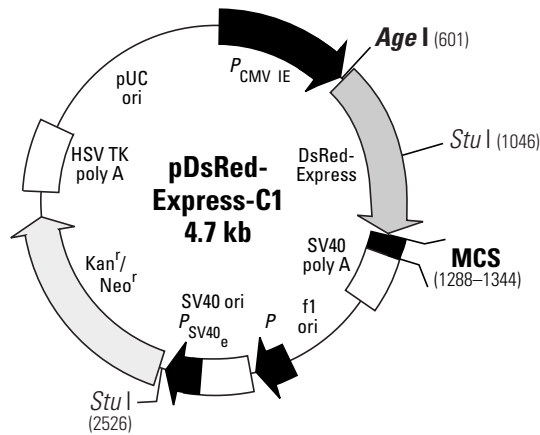 Age I (601)
P CMV IE
pUC
ori
Stu I (1046)
HSV TK
poly A
DsRed-
Express
pDsRed-
Express-C1
4.7 kb
SV40
poly A
MCS
(1288–1344)
Kanʳ/
Neoʳ
SV40 ori
P SV40e
P
f1
ori
Stu I
(2526)